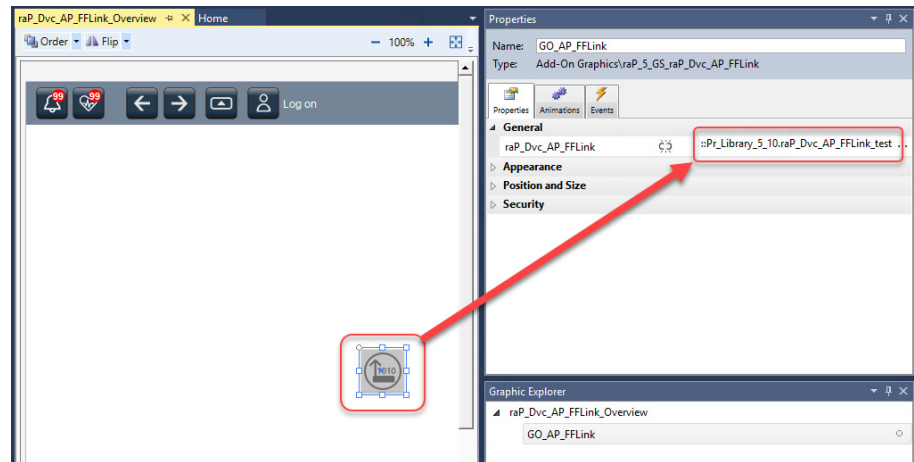 raP_Dvc_AP_FFLink_Overview Home
Order Flip 100%
99 99 Log on
1010
Properties
Name: GO_AP_FFLink
Type: Add-On Graphics\raP_5_GS_raP_Dvc_AP_FFLink
Properties Animations Events
General
raP_Dvc_AP_FFLink ::Pr_Library_5_10.raP_Dvc_AP_FFLink_test ...
Appearance
Position and Size
Security
Graphic Explorer
raP_Dvc_AP_FFLink_Overview
GO_AP_FFLink